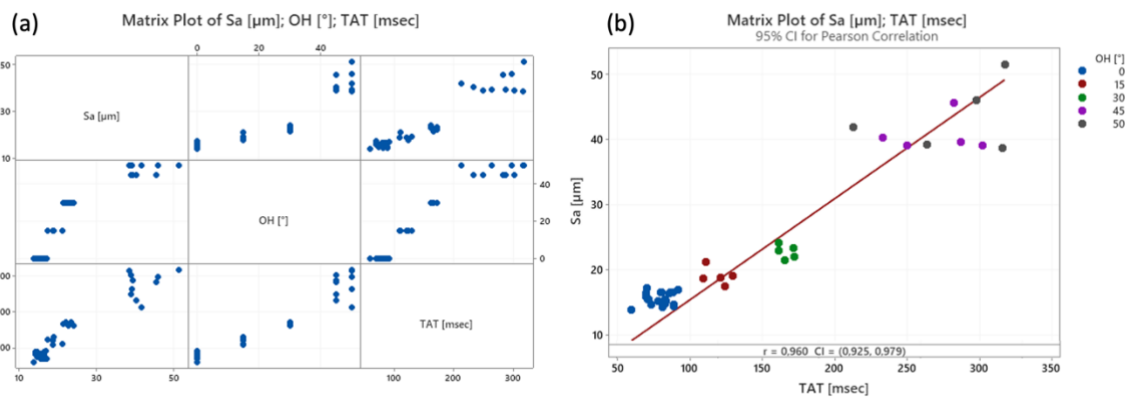 (a)
Matrix Plot of Sa [µm]; OH [°]; TAT [msec]
0 20 40
50
30
10
Sa [µm]
OH [°]
40
20
0
00
00
00
TAT [msec]
10 30 50
100 200 300
(b)
Matrix Plot of Sa [µm]; TAT [msec]
95% CI for Pearson Correlation
50
40
30
20
10
Sa [µm]
r = 0,960 CI = (0,925, 0,979)
50 100 150 200 250 300 350
TAT [msec]
OH [°]
0
15
30
45
50